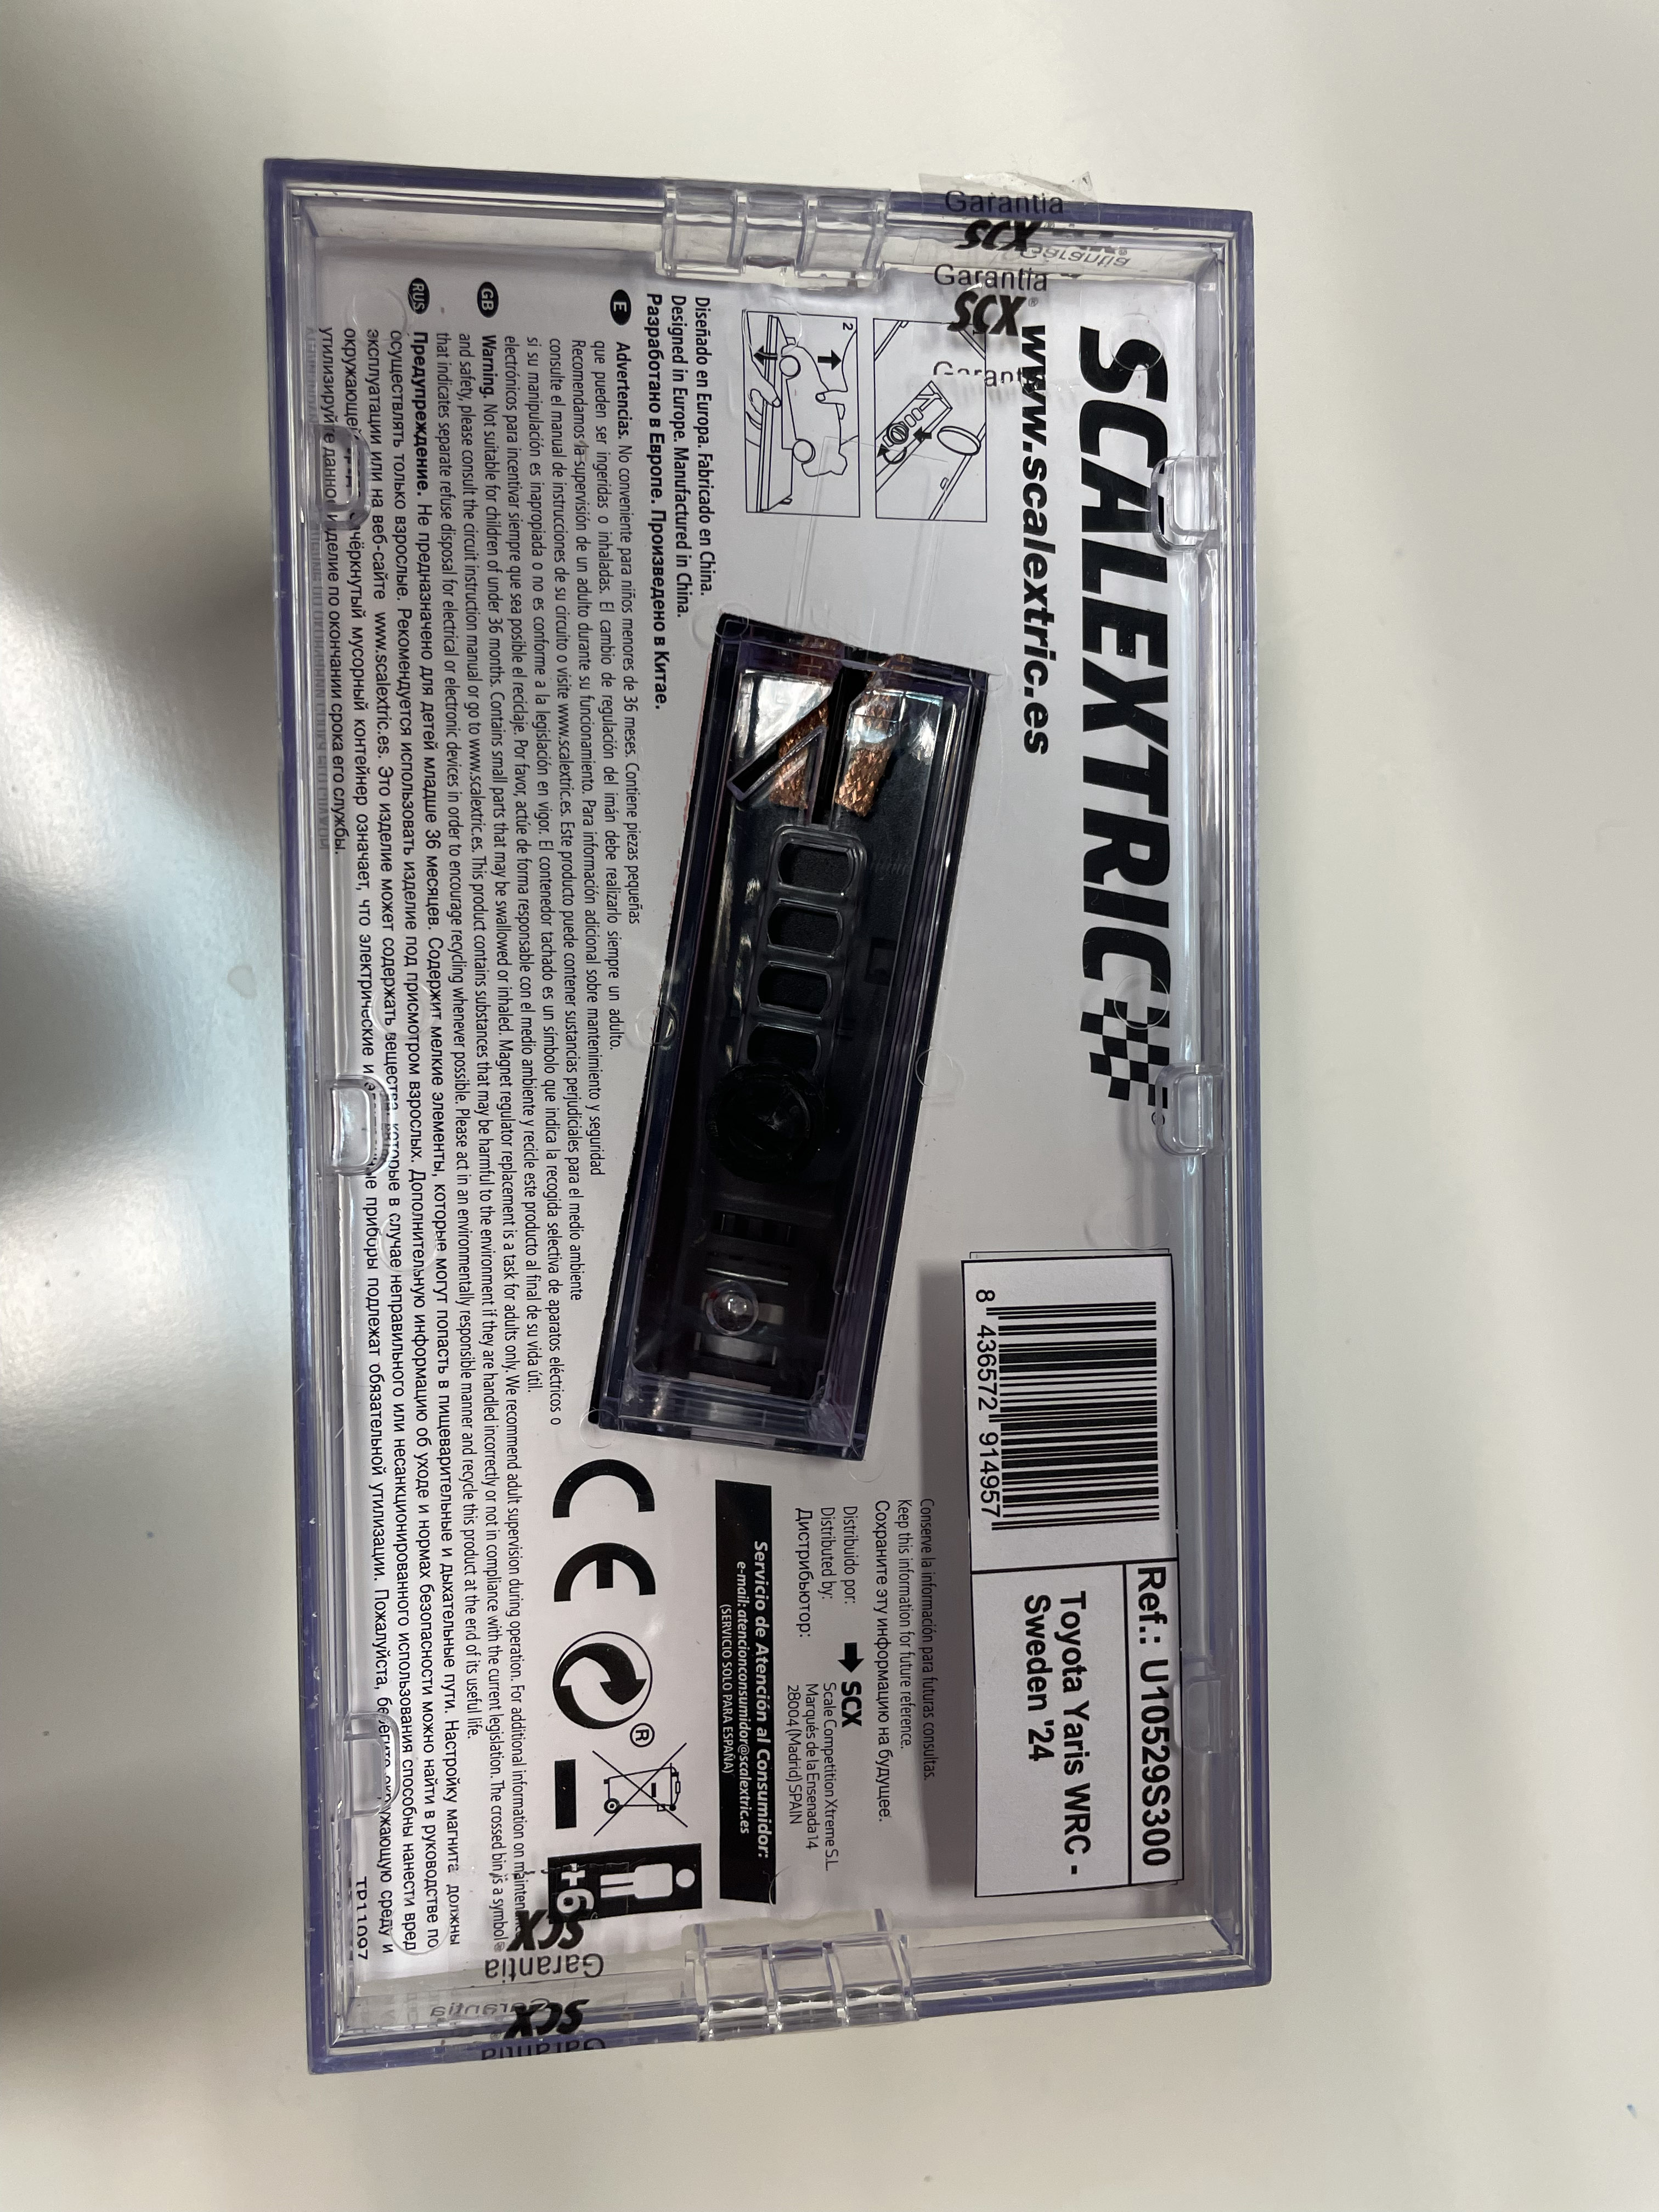 SCALEXTRIC
www.scalextric.es
Garantia
SCX®
Garantia
SCX®
Garantia
2
Ref.: U10529S300
Toyota Yaris WRC -
Sweden '24
8 436572 914957
Diseñado en Europa. Fabricado en China.
Designed in Europe. Manufactured in China.
Разработано в Европе. Произведено в Китае.
Conserve la información para futuras consultas.
Keep this information for future reference.
Сохраните эту информацию на будущее.
Distribuido por:
Distributed by:
Дистрибьютор:
SCX
Scale Competition Xtreme S.L.
Marqués de la Ensenada 14
28004 (Madrid) SPAIN
Servicio de Atención al Consumidor:
e-mail: atencionconsumidor@scalextric.es
(SERVICIO SOLO PARA ESPAÑA)
E Advertencias. No conveniente para niños menores de 36 meses. Contiene piezas pequeñas
que pueden ser ingeridas o inhaladas. El cambio de regulación del imán debe realizarlo siempre un adulto.
Recomendamos la supervisión de un adulto durante su funcionamiento. Para información adicional sobre mantenimiento y seguridad
consulte el manual de instrucciones de su circuito o visite www.scalextric.es. Este producto puede contener sustancias perjudiciales para el medio ambiente
si su manipulación es inapropiada o no es conforme a la legislación en vigor. El contenedor tachado es un símbolo que indica la recogida selectiva de aparatos eléctricos o
electrónicos para incentivar siempre que sea posible el reciclaje. Por favor, actúe de forma responsable con el medio ambiente y recicle este producto al final de su vida útil.
GB Warning. Not suitable for children of under 36 months. Contains small parts that may be swallowed or inhaled. Magnet regulator replacement is a task for adults only. We recommend adult supervision during operation. For additional information on
and safety, please consult the circuit instruction manual or go to www.scalextric.es. This product contains substances that may be harmful to the environment if they are handled incorrectly or not in compliance with the current legislation. The crossed bin is a symbol
that indicates separate refuse disposal for electrical or electronic devices in order to encourage recycling whenever possible. Please act in an environmentally responsible manner and recycle this product at the end of its useful life.
RUS Предупреждение. Не предназначено для детей младше 36 месяцев. Содержит мелкие элементы, которые могут попасть в пищеварительные и дыхательные пути. Настройку магнита должны
осуществлять только взрослые. Рекомендуется использовать изделие под присмотром взрослых. Дополнительную информацию об уходе и нормах безопасности можно найти в руководстве по
эксплуатации или на веб-сайте www.scalextric.es. Это изделие может содержать вещества, которые в случае неправильного или несанкционированного использования способны нанести вред
окружающей чёркнутый мусорный контейнер означает, что электрические и приборы подлежат обязательной утилизации. Пожалуйста, среду и
утилизируйте данное изделие по окончании срока его службы.
CE
®
+6
TP11097
SCX
Garantia
SCX
Garantia